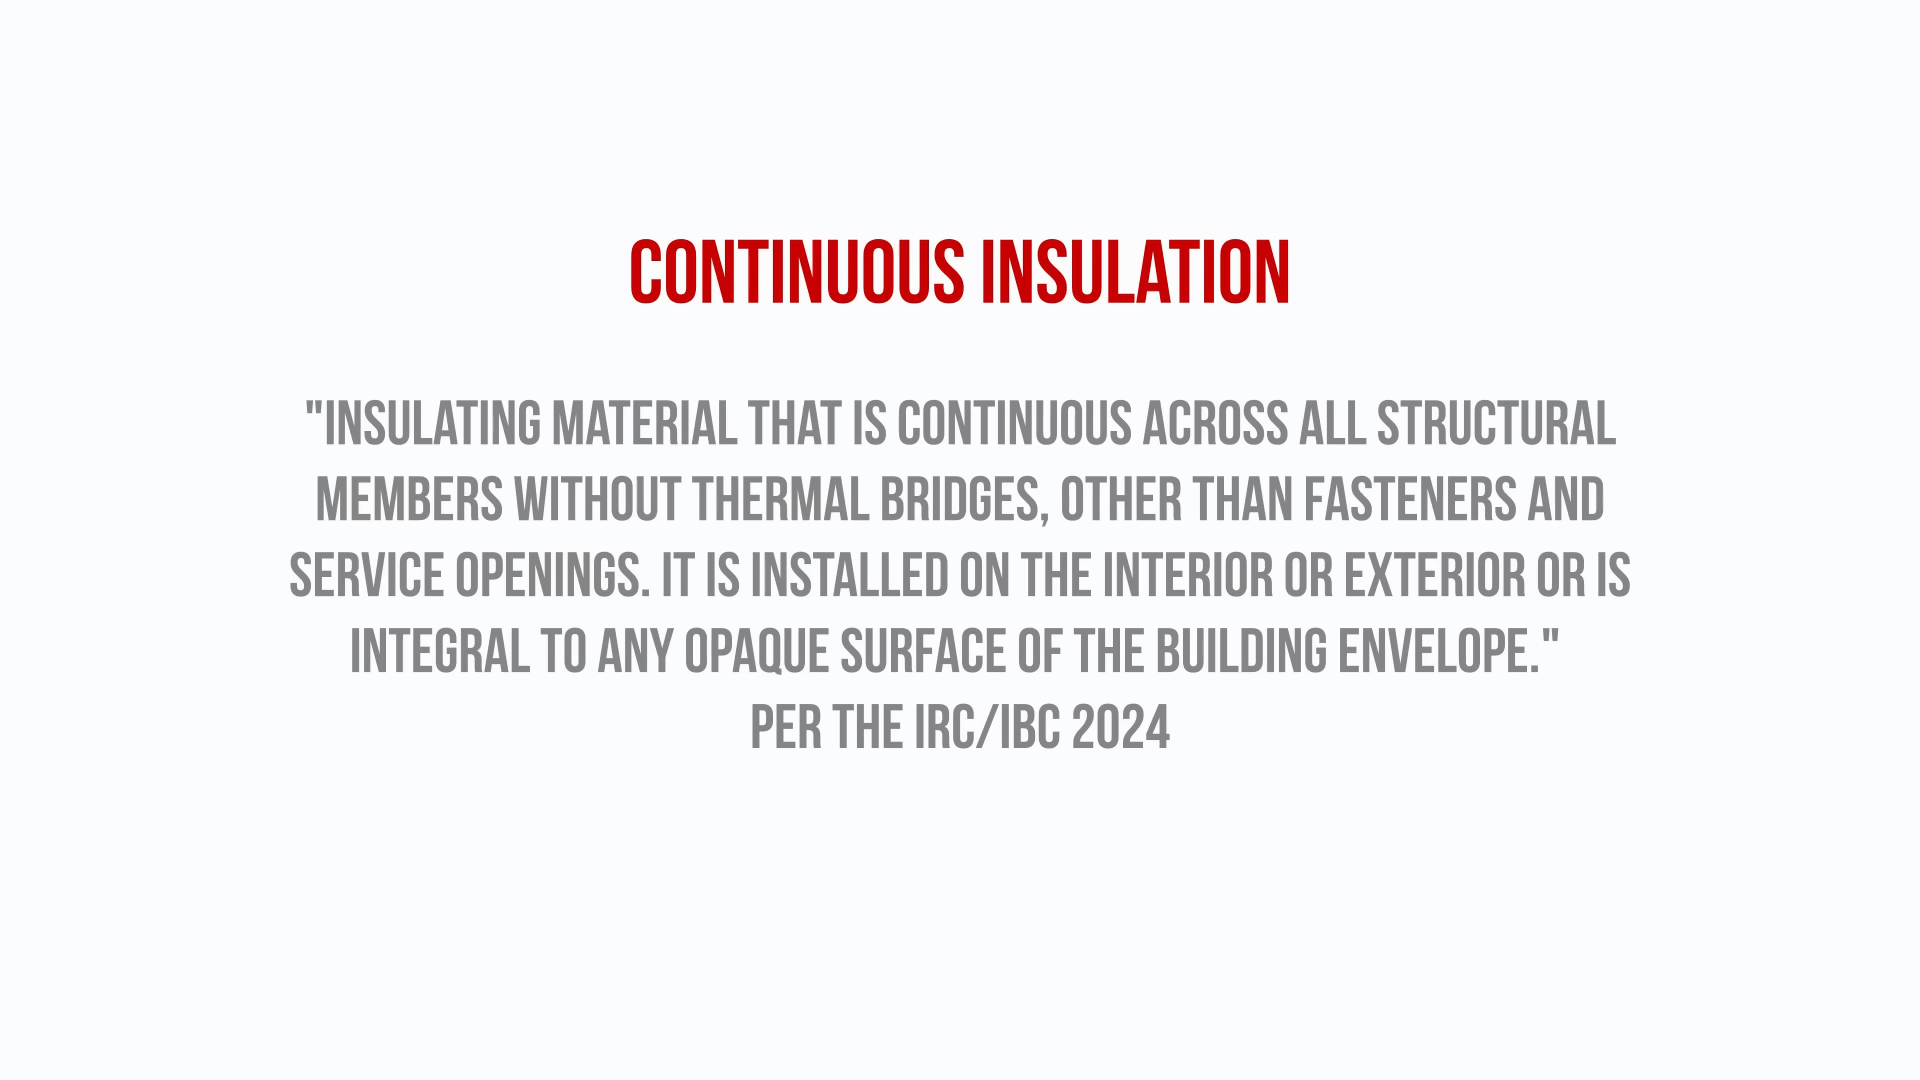 CONTINUOUS INSULATION
"INSULATING MATERIAL THAT IS CONTINUOUS ACROSS ALL STRUCTURAL
MEMBERS WITHOUT THERMAL BRIDGES, OTHER THAN FASTENERS AND
SERVICE OPENINGS. IT IS INSTALLED ON THE INTERIOR OR EXTERIOR OR IS
INTEGRAL TO ANY OPAQUE SURFACE OF THE BUILDING ENVELOPE."
PER THE IRC/IBC 2024